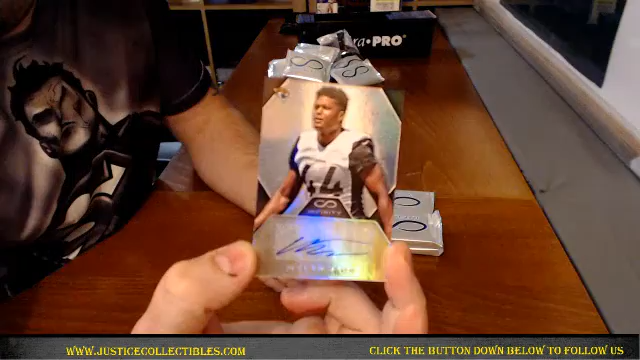 PRO
44
INFINITY
WWW.JUSTICECOLLECTIBLES.COM
CLICK THE BUTTON DOWN BELOW TO FOLLOW US